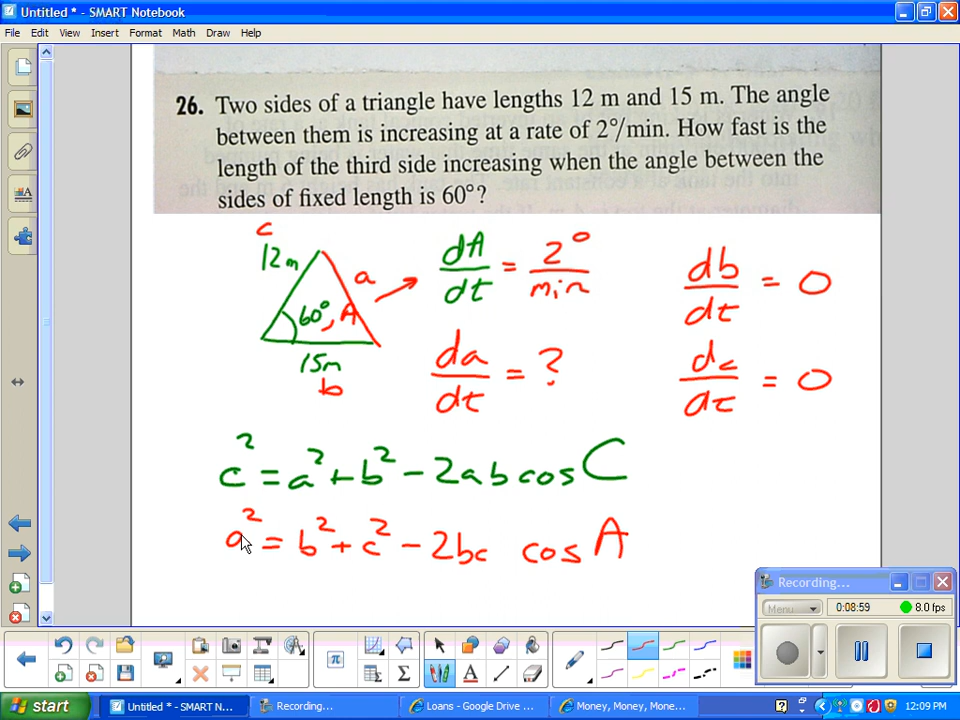 Untitled * - SMART Notebook
File Edit View Insert Format Math Draw Help
26. Two sides of a triangle have lengths 12 m and 15 m. The angle
between them is increasing at a rate of 2°/min. How fast is the
length of the third side increasing when the angle between the
sides of fixed length is 60°?
c
12m
a
60°, A
15m
b
dA/dt = 2°/min
db/dt = 0
da/dt = ?
dc/dt = 0
c² = a² + b² - 2ab cos C
a² = b² + c² - 2bc cos A
Recording...
Menu
0:08:59
8.0 fps
start
Untitled * - SMART N...
Recording...
Loans - Google Drive ...
Money, Money, Mone...
12:09 PM